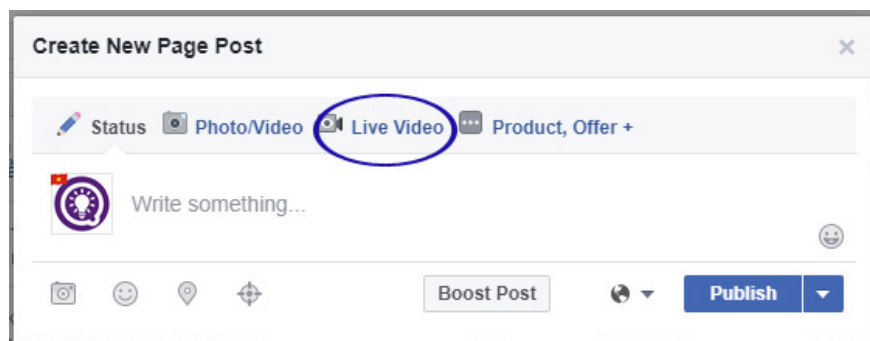 Create New Page Post
Status Photo/Video Live Video Product, Offer +
Write something...
Boost Post Publish